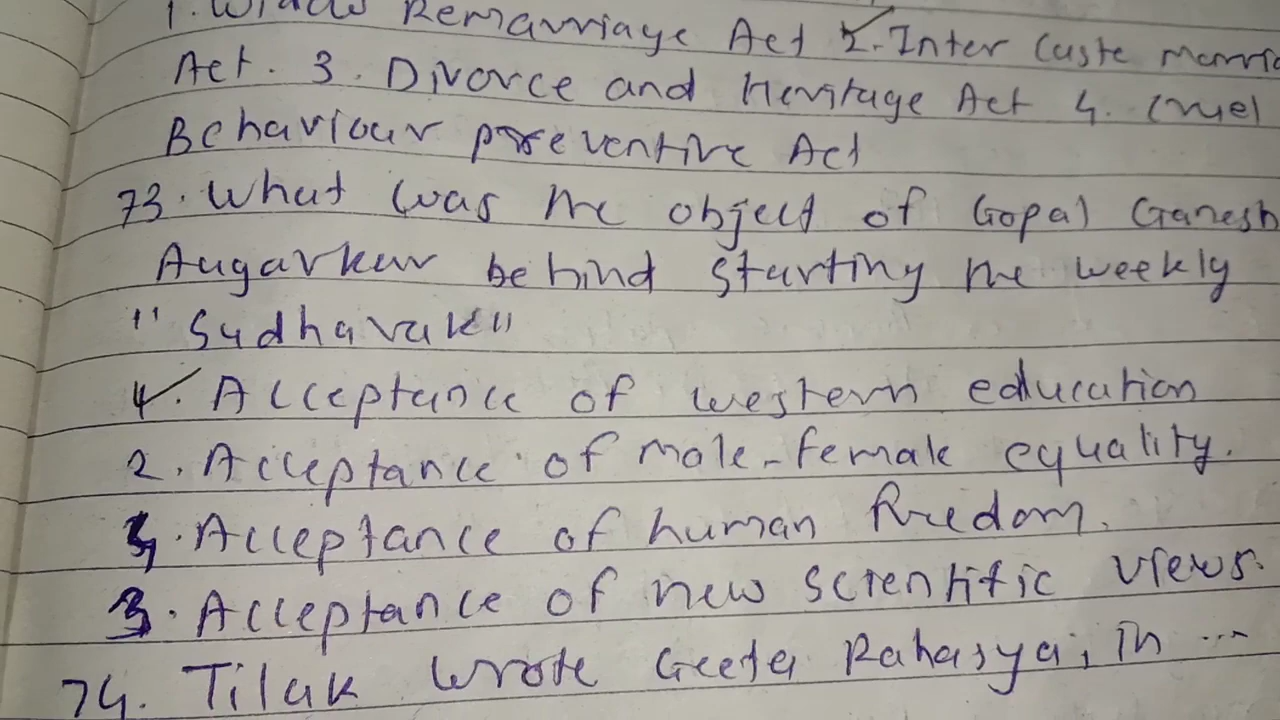 1. Widow Remarriage Act 2. Inter Caste
Act. 3. Divorce and Heritage Act 4. Cruel
Behaviour preventive Act
73. What was the object of Gopal Ganesh
Augarkar behind starting the weekly
"Sudharak"
1. Acceptance of western education
2. Acceptance of male-female equality.
4. Acceptance of human freedom.
3. Acceptance of new scientific views.
74. Tilak wrote Geeta Rahasya, in ...